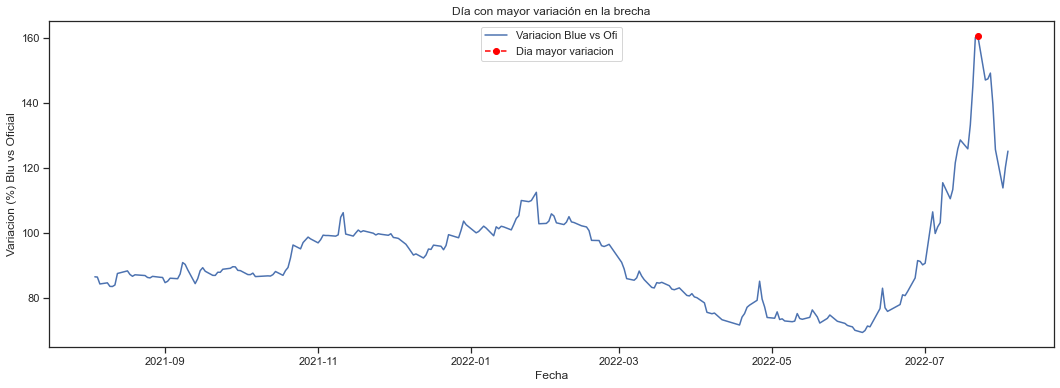 Día con mayor variación en la brecha
Variacion Blue vs Ofi
Dia mayor variacion
Variacion (%) Blu vs Oficial
160
140
120
100
80
2021-09
2021-11
2022-01
2022-03
2022-05
2022-07
Fecha